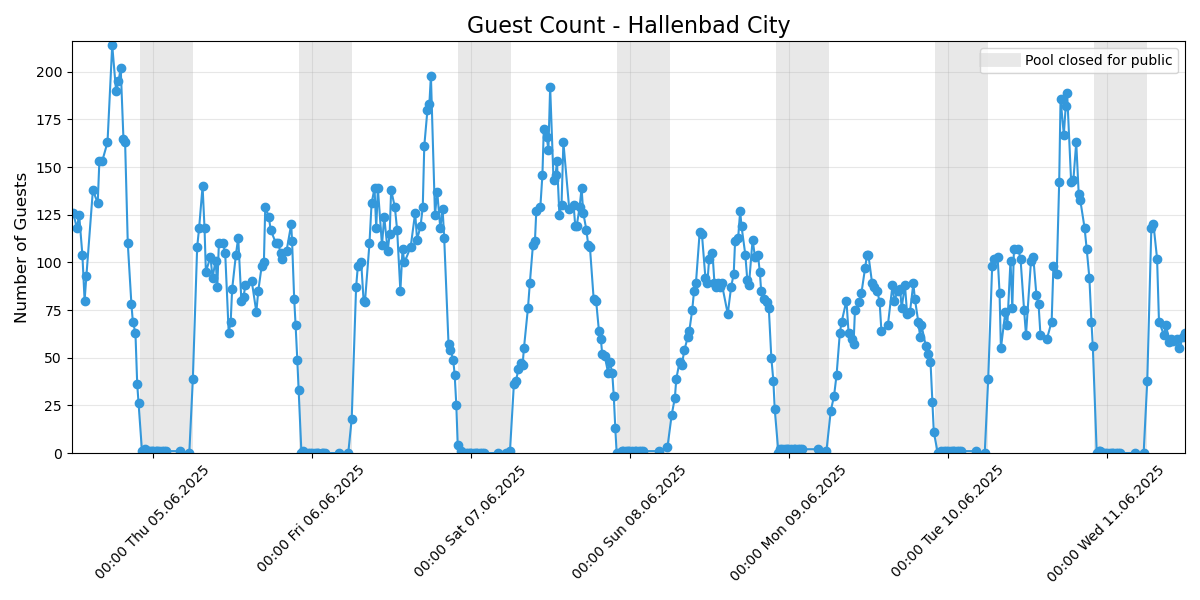 Guest Count - Hallenbad City
Pool closed for public
Number of Guests
200
175
150
125
100
75
50
25
0
00:00 Thu 05.06.2025
00:00 Fri 06.06.2025
00:00 Sat 07.06.2025
00:00 Sun 08.06.2025
00:00 Mon 09.06.2025
00:00 Tue 10.06.2025
00:00 Wed 11.06.2025